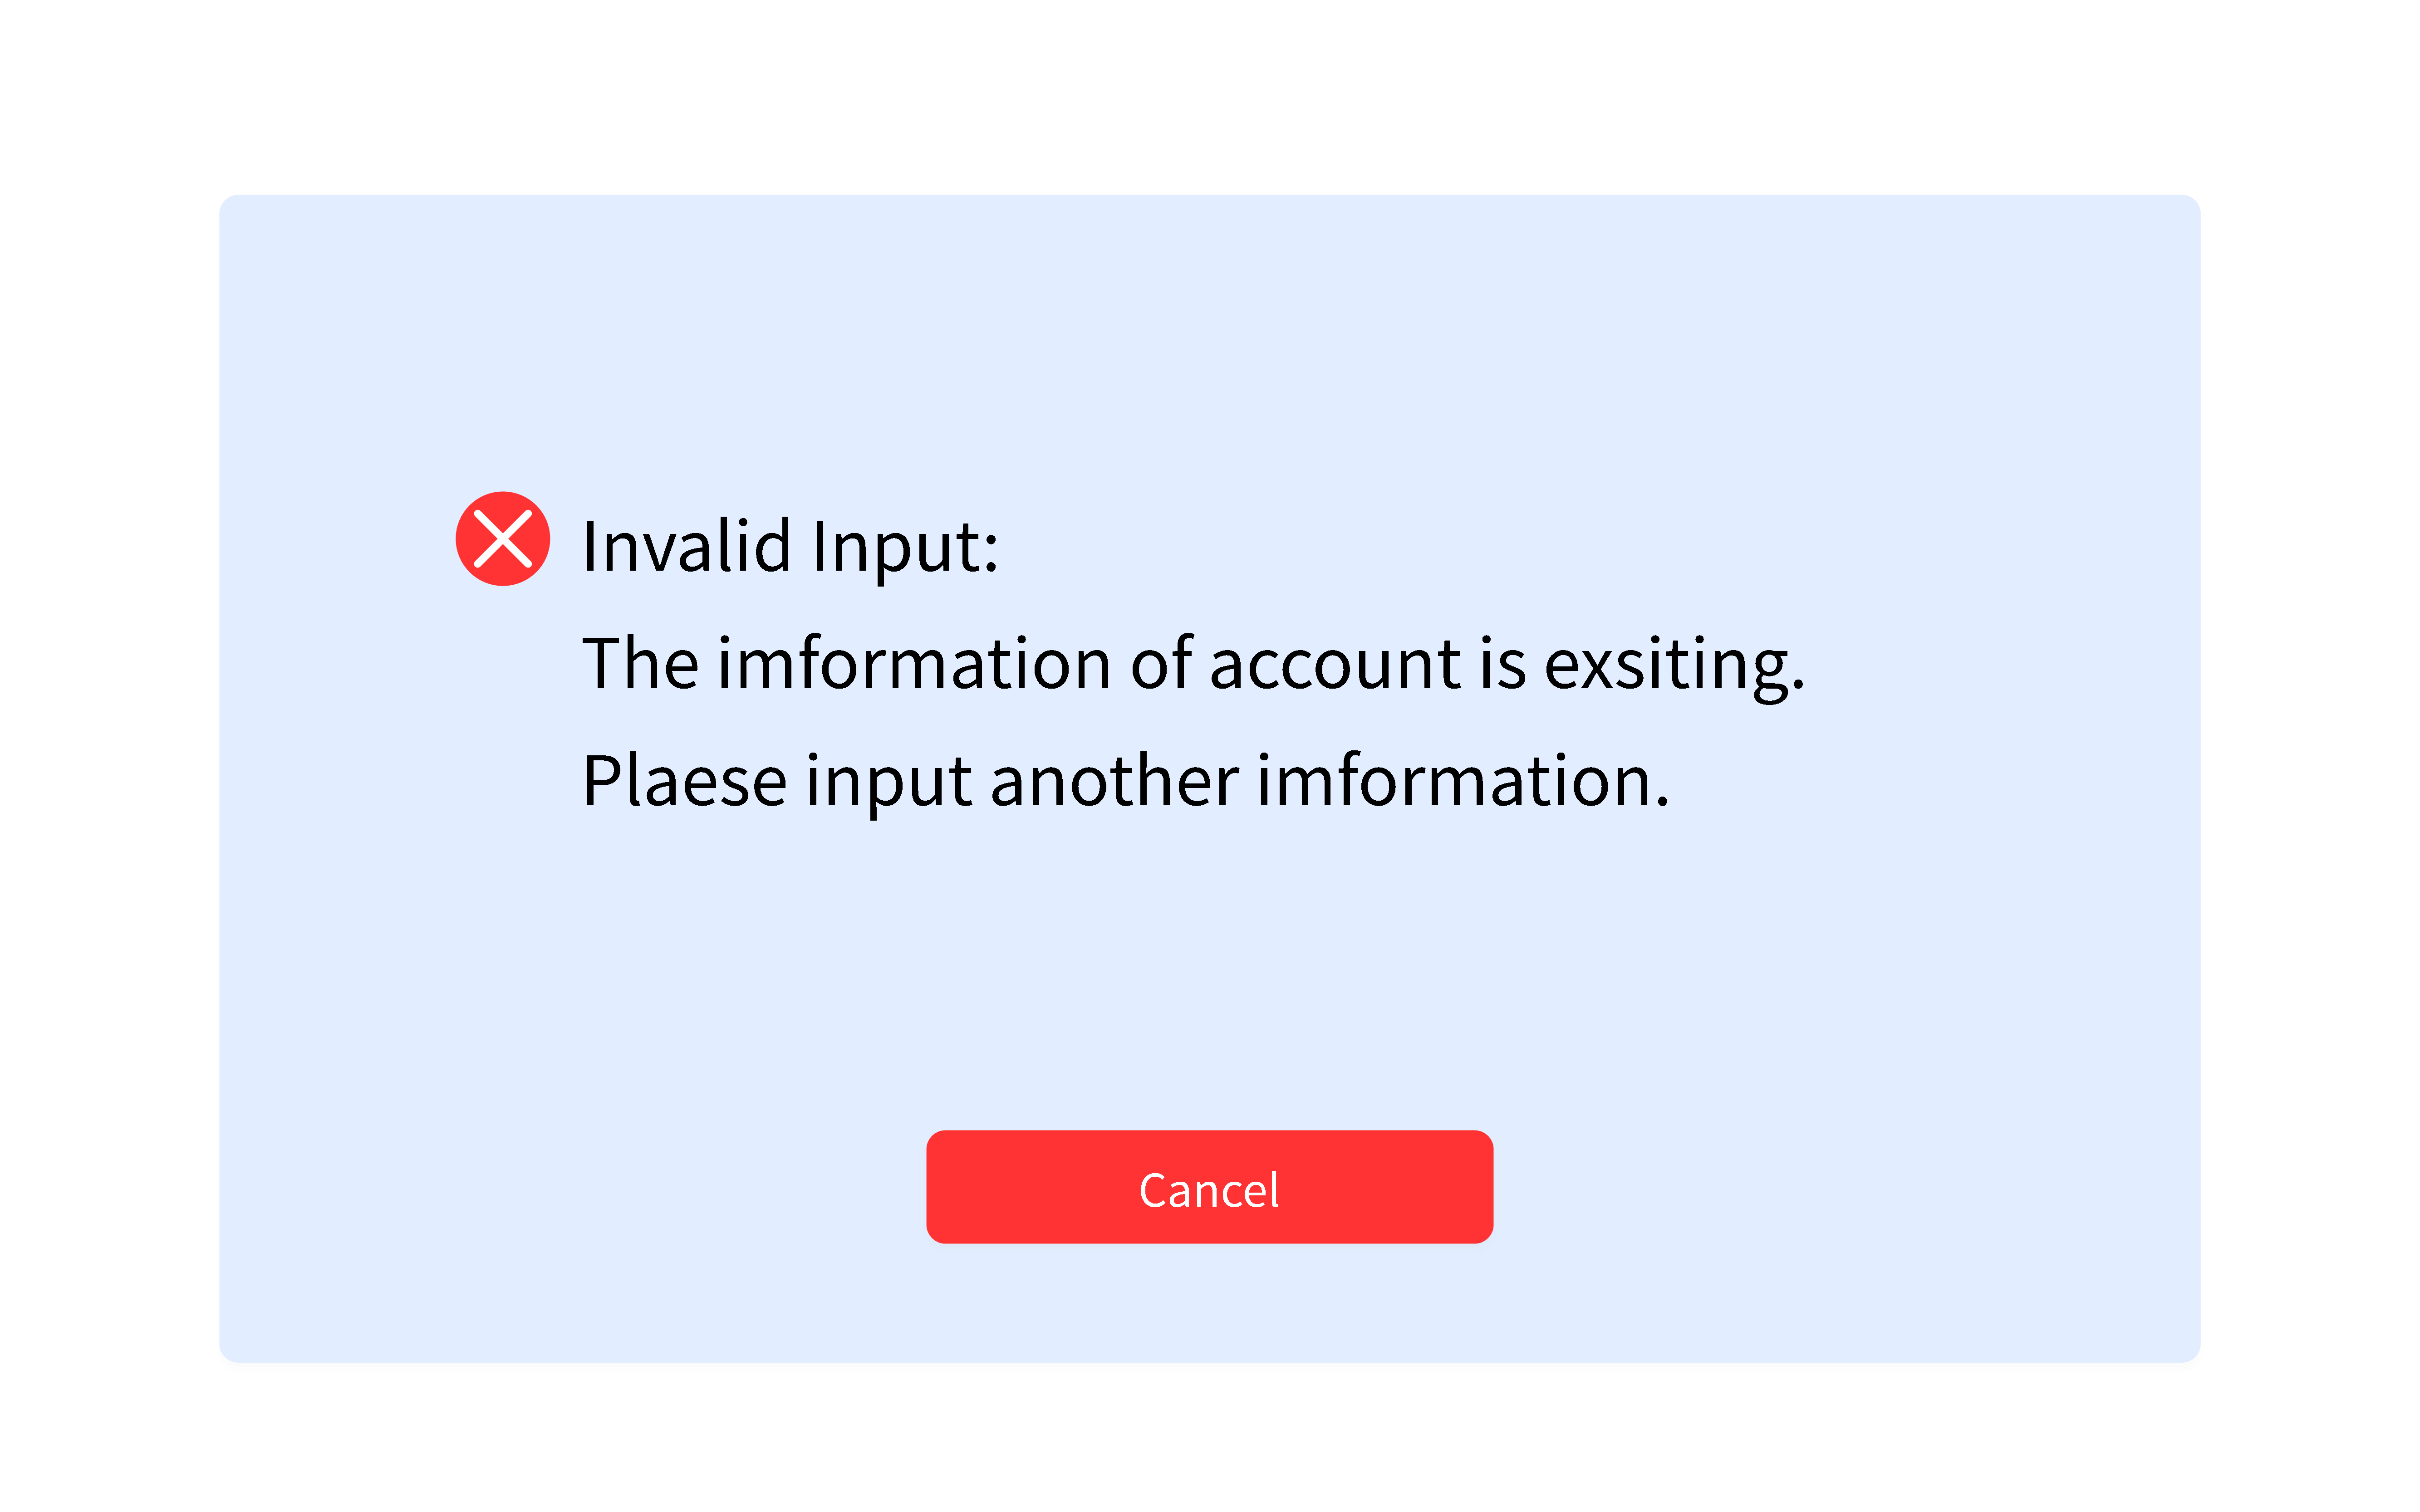 Invalid Input:
The imformation of account is exsiting.
Plaese input another imformation.
Cancel